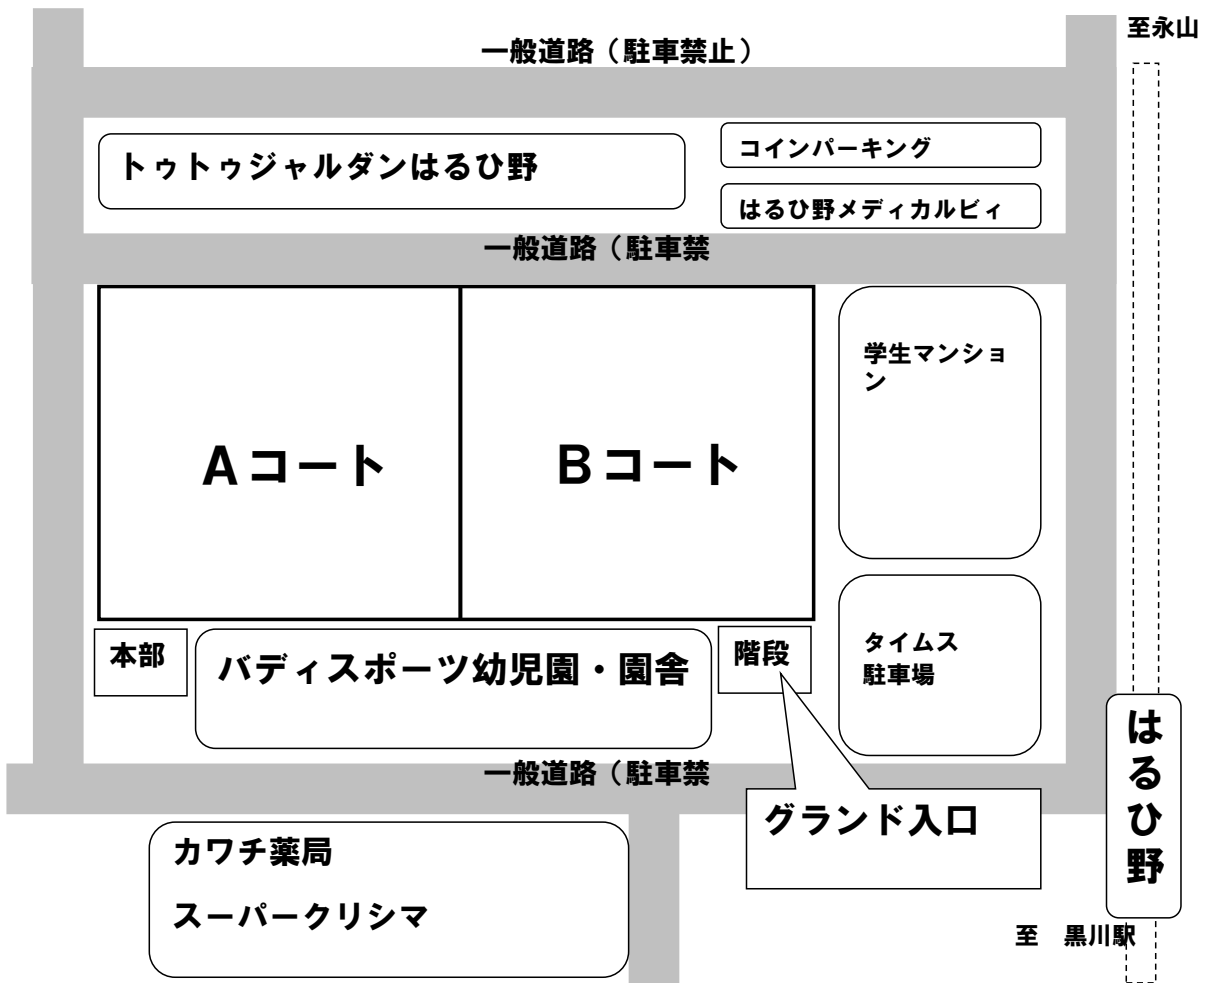 至永山
一般道路（駐車禁止）
トゥトゥジャルダンはるひ野
コインパーキング
はるひ野メディカルビィ
一般道路（駐車禁
Aコート
Bコート
学生マンショ
ン
本部
バディスポーツ幼児園・園舎
階段
タイムス
駐車場
はるひ野
一般道路（駐車禁
グランド入口
カワチ薬局
スーパークリシマ
至　黒川駅